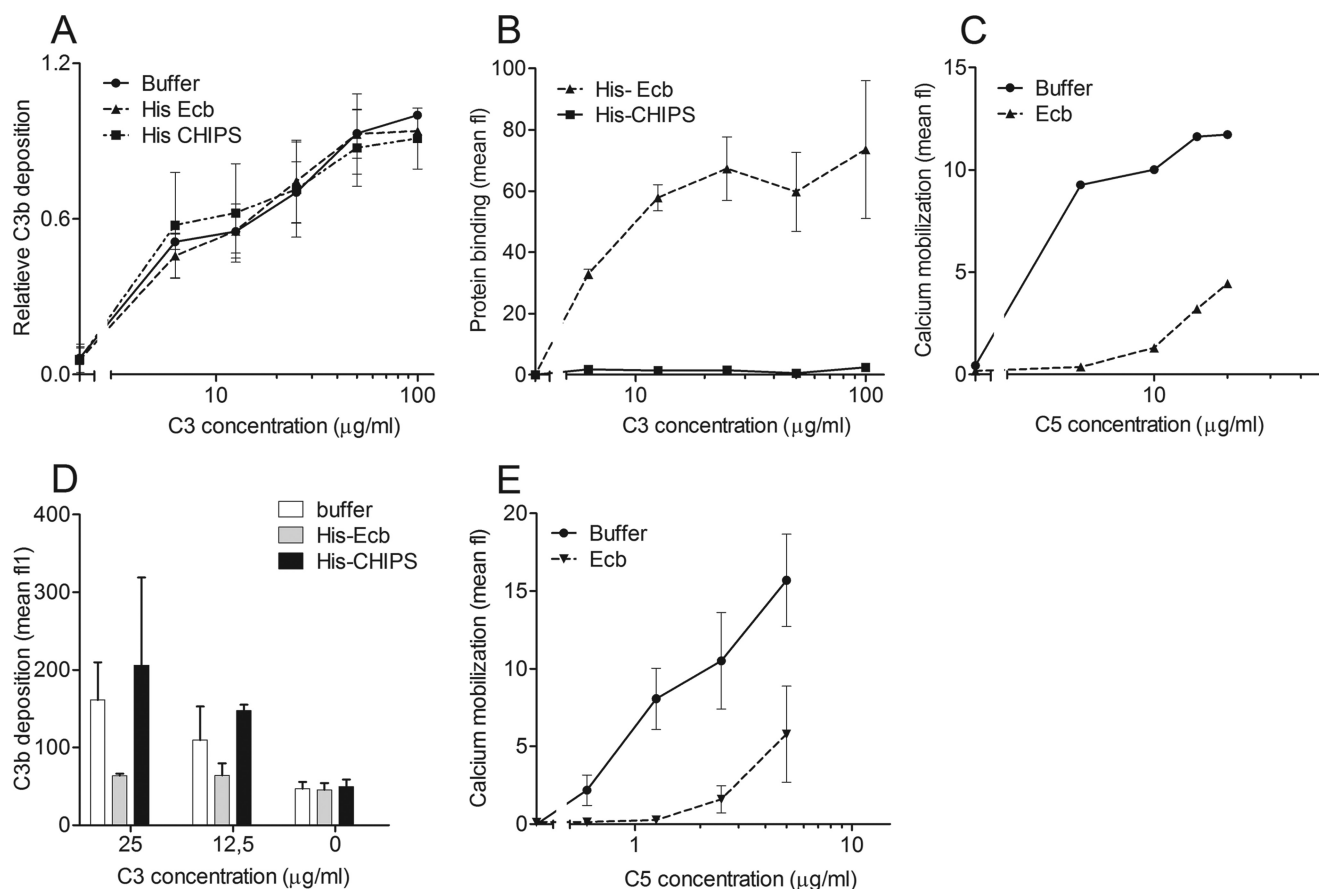 A
Relatieve C3b deposition
1.2
0.6
0.0
Buffer
His Ecb
His CHIPS
10
100
C3 concentration (μg/ml)
B
Protein binding (mean fl)
100
80
60
40
20
0
His- Ecb
His-CHIPS
10
100
C3 concentration (μg/ml)
C
Calcium mobilization (mean fl)
15
10
5
0
Buffer
Ecb
10
C5 concentration (μg/ml)
D
C3b deposition (mean fl1)
400
300
200
100
0
buffer
His-Ecb
His-CHIPS
25
12,5
0
C3 concentration (μg/ml)
E
Calcium mobilization (mean fl)
20
15
10
5
0
Buffer
Ecb
1
10
C5 concentration (μg/ml)